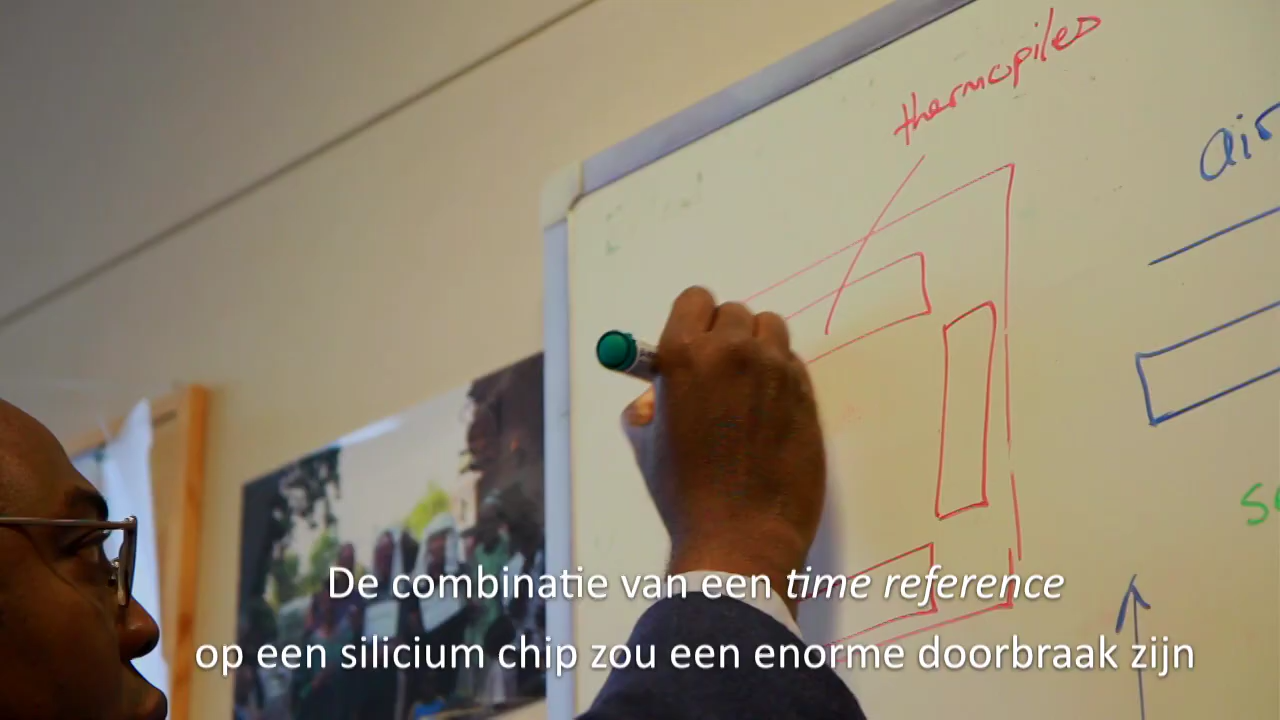 thermopiles
air
De combinatie van een time reference
op een silicium chip zou een enorme doorbraak zijn